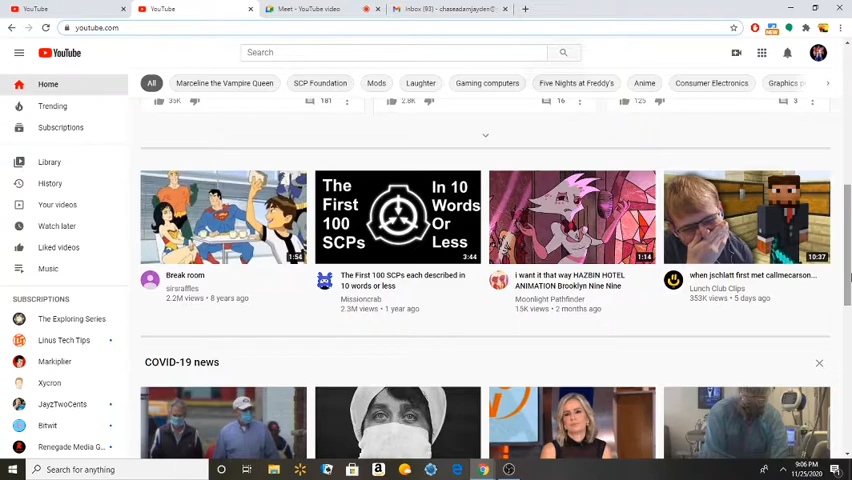 YouTube
YouTube
Meet - YouTube video
Inbox (93) - chaseadamjayden@
youtube.com
NEW
YouTube
Search
Home
Trending
Subscriptions
Library
History
Your videos
Watch later
Liked videos
Music
SUBSCRIPTIONS
The Exploring Series
Linus Tech Tips
Markiplier
Xycron
JayzTwoCents
Bitwit
Renegade Media G...
All
Marceline the Vampire Queen
SCP Foundation
Mods
Laughter
Gaming computers
Five Nights at Freddy's
Anime
Consumer Electronics
Graphics p
35K
181
2.8K
16
125
3
1:54
The First 100 SCPs
In 10 Words Or Less
3:44
1:14
10:37
Break room
sirsraffles
2.2M views • 8 years ago
The First 100 SCPs each described in
10 words or less
Missioncrab
2.3M views • 1 year ago
i want it that way HAZBIN HOTEL
ANIMATION Brooklyn Nine Nine
Moonlight Pathfinder
15K views • 2 months ago
when jschlatt first met callmecarson...
Lunch Club Clips
353K views • 5 days ago
COVID-19 news
Search for anything
9:06 PM
11/25/2020